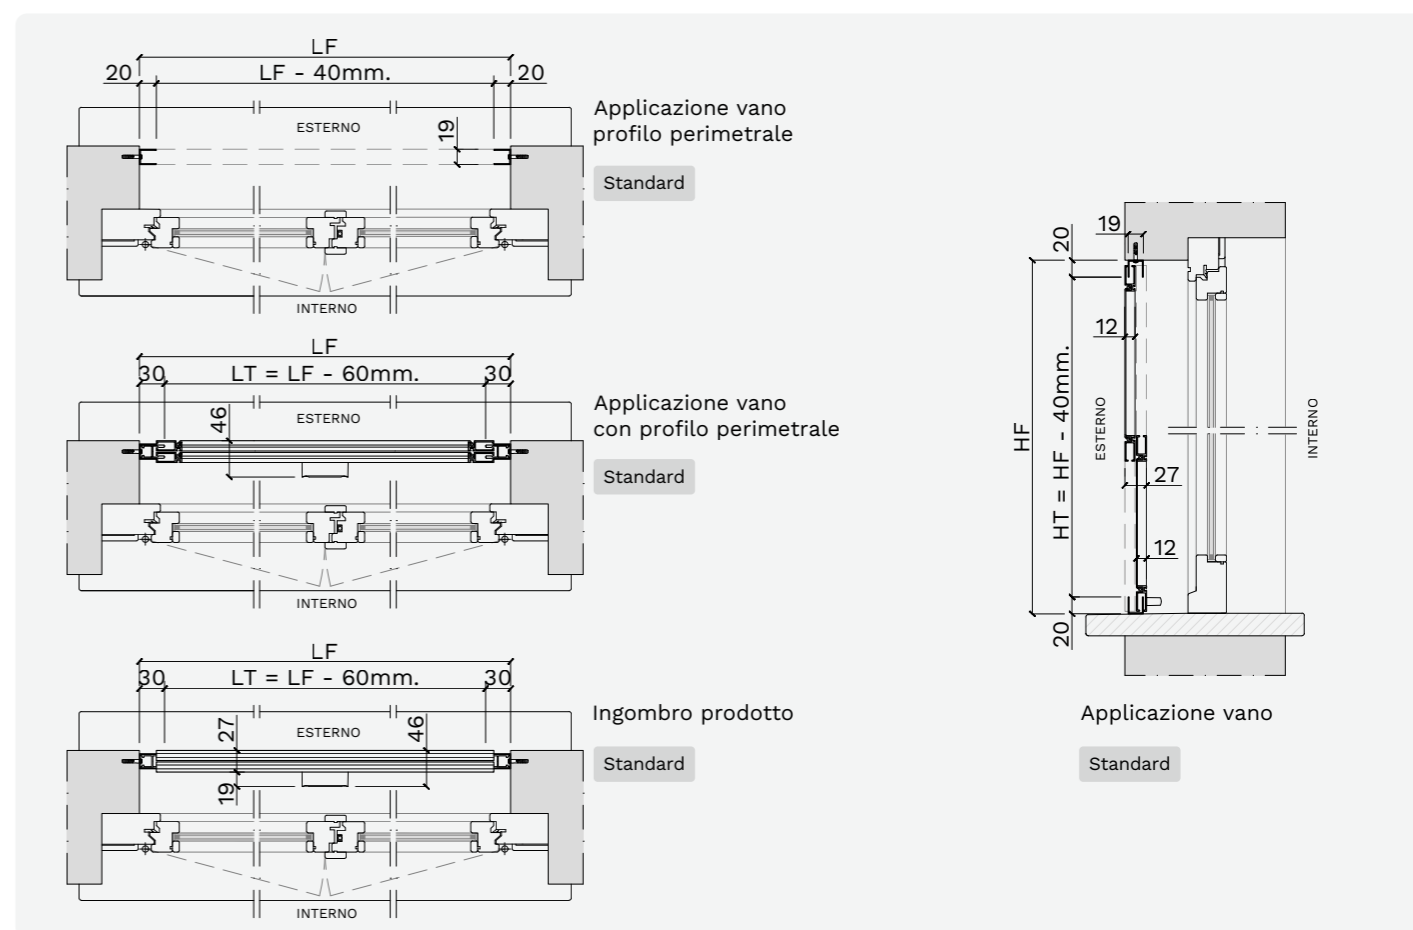 LF
20 LF - 40mm. 20
ESTERNO
19
INTERNO
Applicazione vano
profilo perimetrale
Standard
LF
30 LT = LF - 60mm. 30
46
ESTERNO
INTERNO
Applicazione vano
con profilo perimetrale
Standard
LF
30 LT = LF - 60mm. 30
27
ESTERNO
46
19
INTERNO
Ingombro prodotto
Standard
19
20
12
HF
HT = HF - 40mm.
ESTERNO
INTERNO
27
12
20
Applicazione vano
Standard